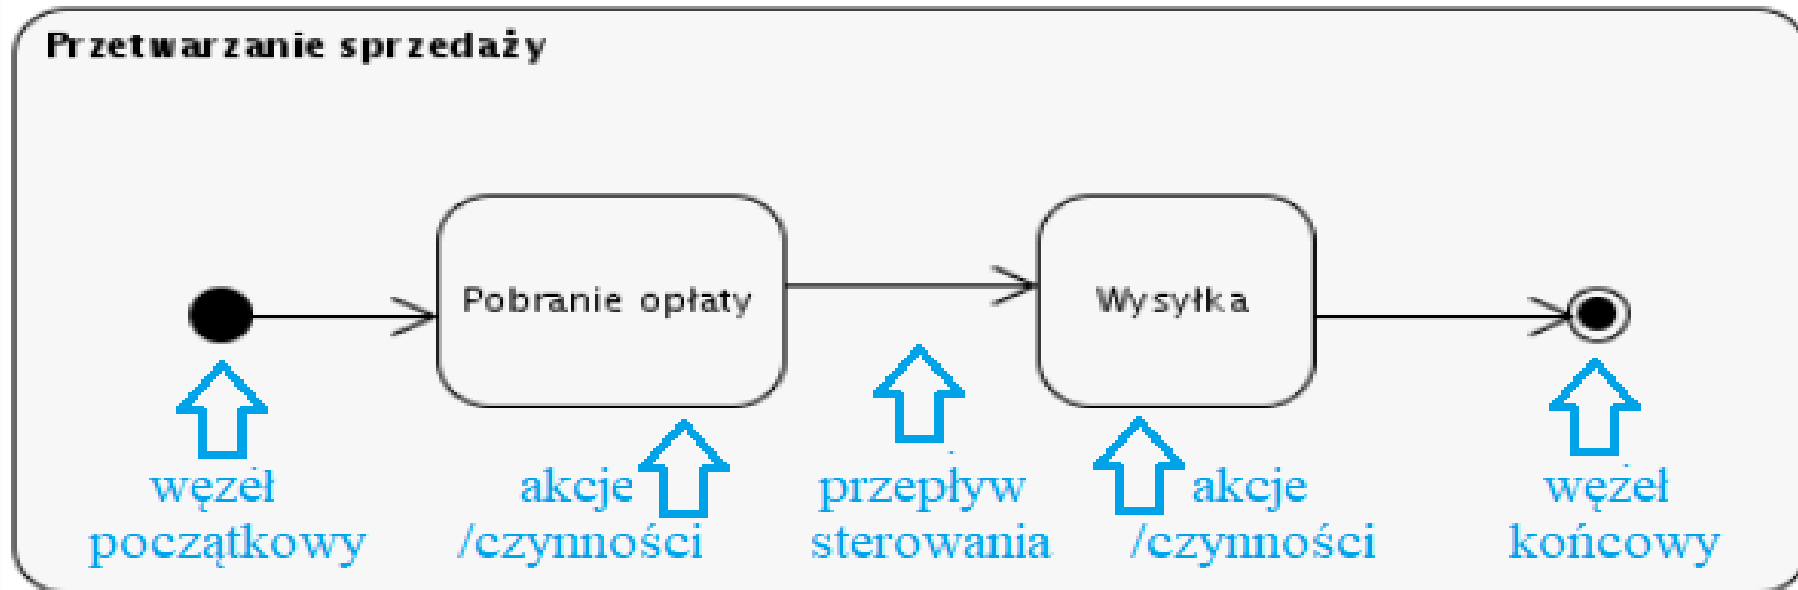 Przetwarzanie sprzedaży
Pobranie opłaty
Wysyłka
węzeł
początkowy
akcje
/czynności
przepływ
sterowania
akcje
/czynności
węzeł
końcowy